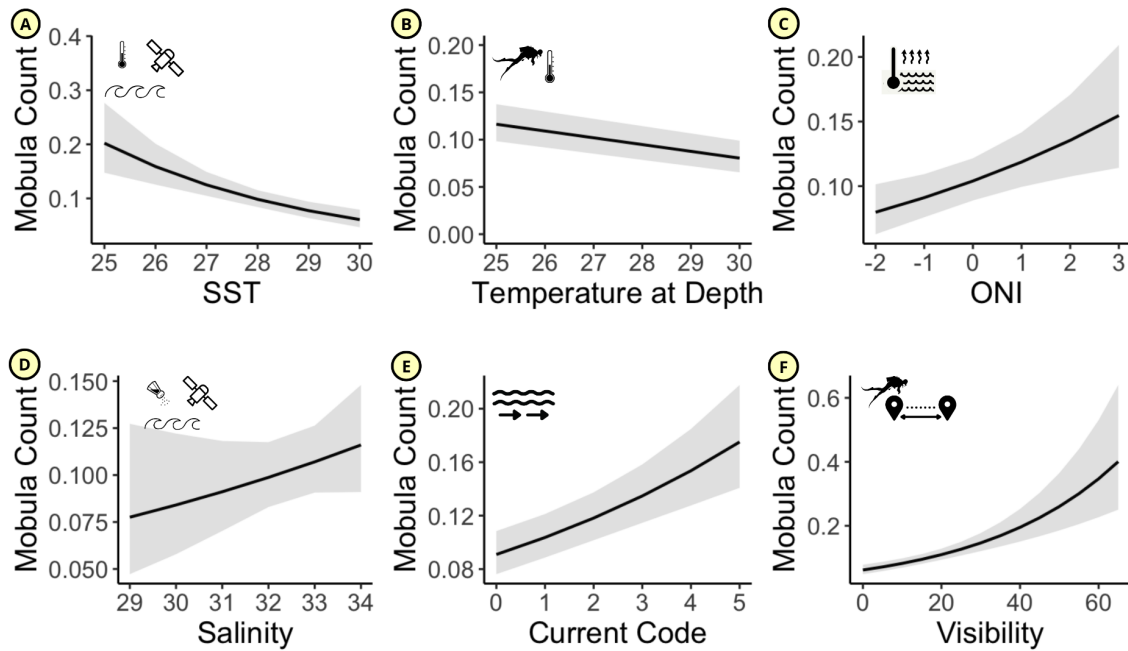 A
Mobula Count
0.4
0.3
0.2
0.1
25 26 27 28 29 30
SST
B
Mobula Count
0.20
0.15
0.10
0.05
0.00
25 26 27 28 29 30
Temperature at Depth
C
Mobula Count
0.20
0.15
0.10
-2 -1 0 1 2 3
ONI
D
Mobula Count
0.150
0.125
0.100
0.075
0.050
29 30 31 32 33 34
Salinity
E
Mobula Count
0.20
0.16
0.12
0.08
0 1 2 3 4 5
Current Code
F
Mobula Count
0.6
0.4
0.2
0 20 40 60
Visibility